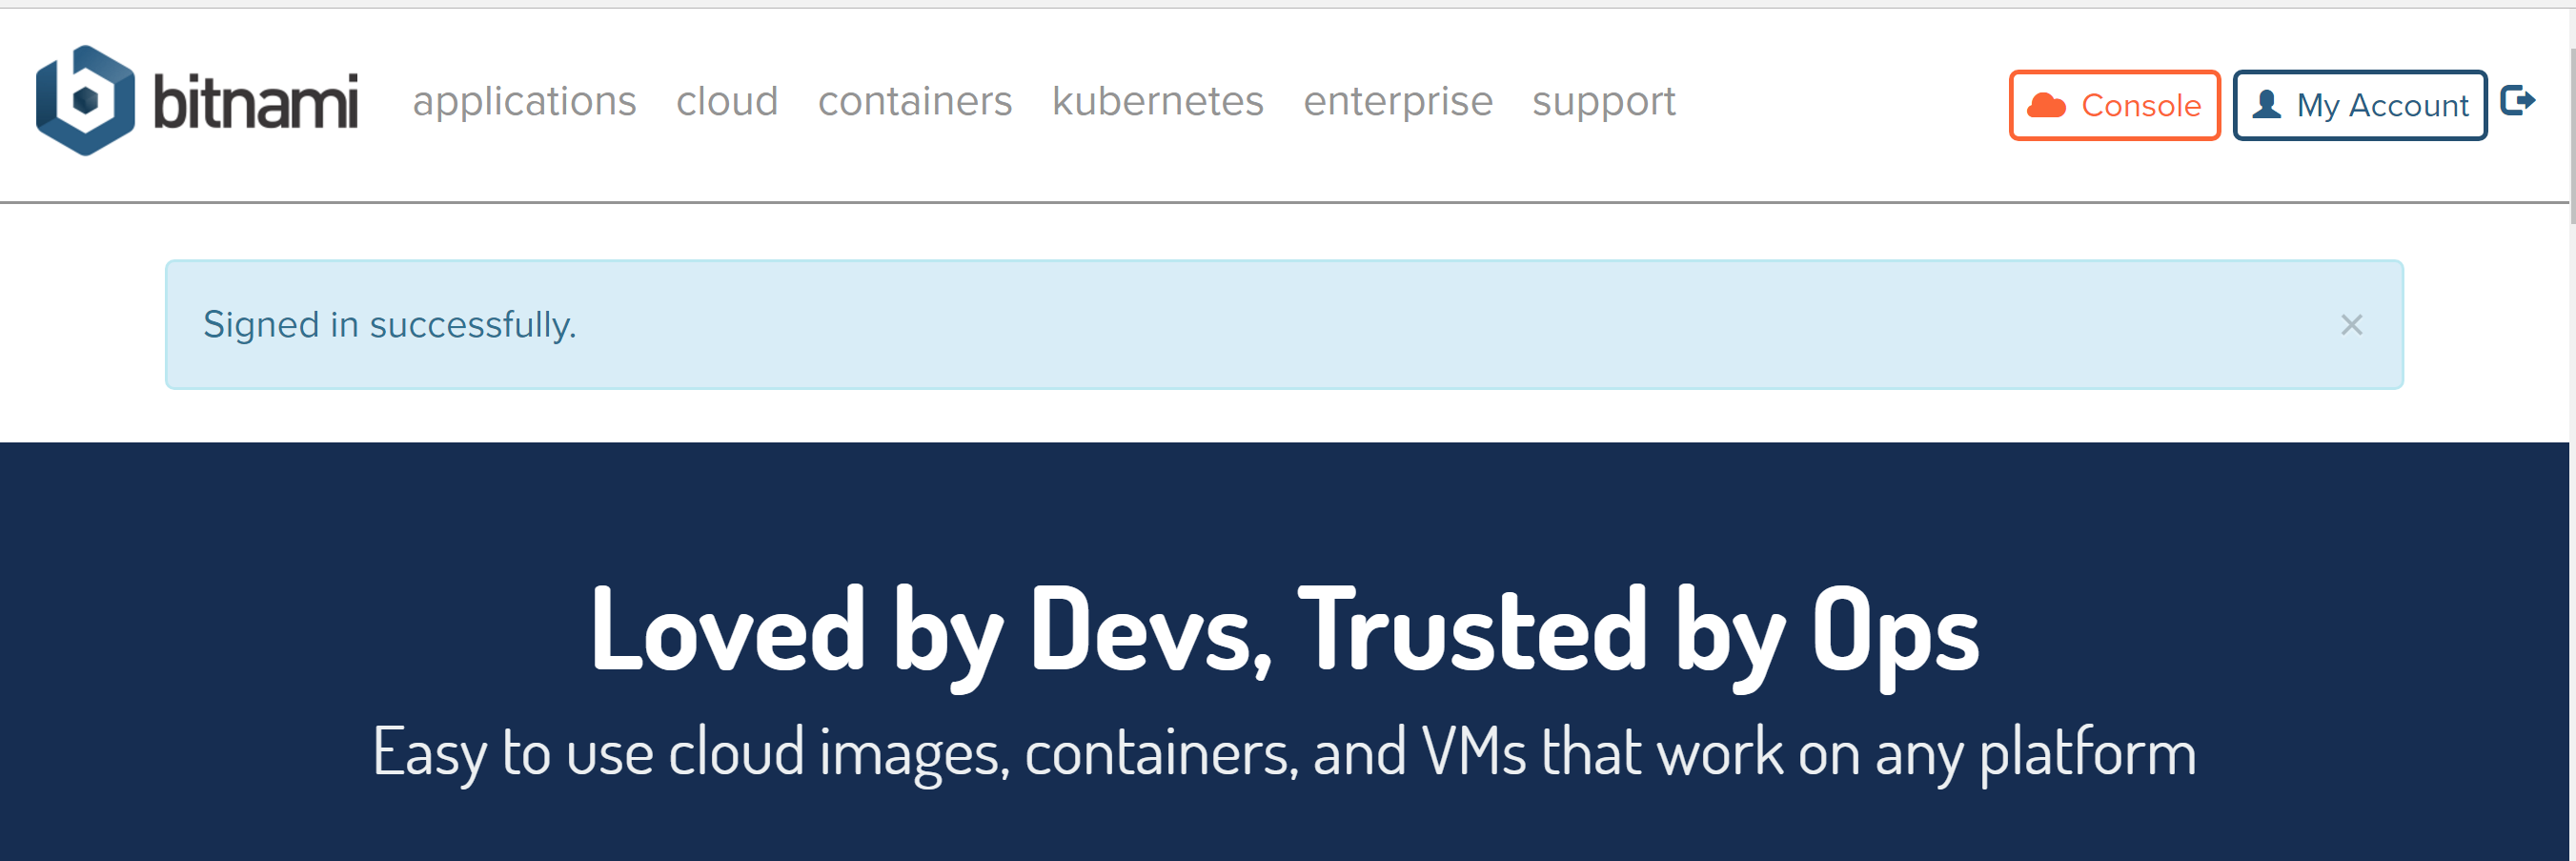 bitnami applications cloud containers kubernetes enterprise support Console My Account
Signed in successfully.
Loved by Devs, Trusted by Ops
Easy to use cloud images, containers, and VMs that work on any platform